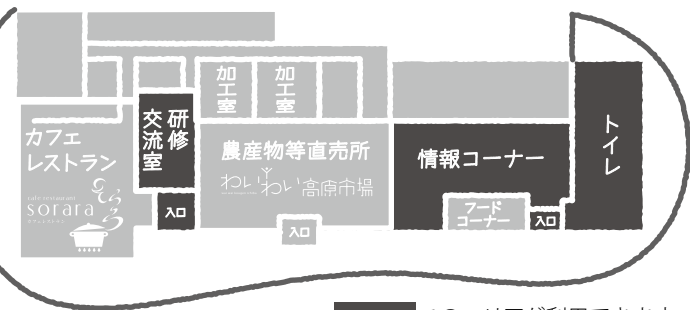 加工室
加工室
研修
交流室
カフェ
レストラン
農産物等直売所
わいわい高原市場
情報コーナー
トイレ
そらら
cafe restaurant
sorara
入口
入口
フード
コーナー
入口